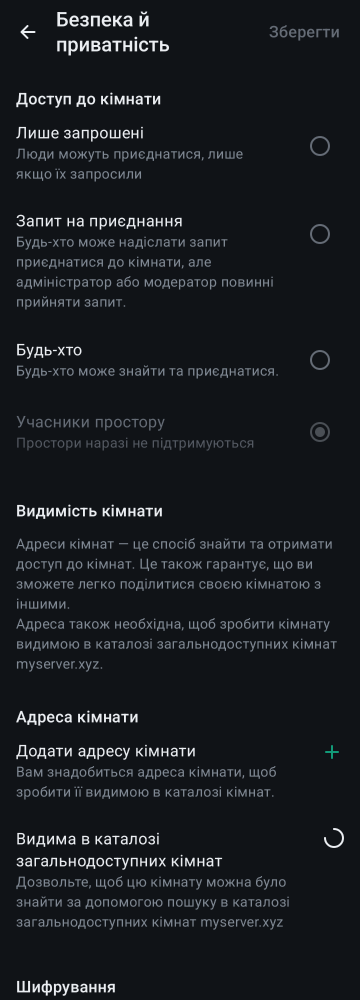 Безпека й
приватність
Зберегти
Доступ до кімнати
Лише запрошені
Люди можуть приєднатися, лише
якщо їх запросили
Запит на приєднання
Будь-хто може надіслати запит
приєднатися до кімнати, але
адміністратор або модератор повинні
прийняти запит.
Будь-хто
Будь-хто може знайти та приєднатися.
Учасники простору
Простори наразі не підтримуються
Видимість кімнати
Адреси кімнат — це спосіб знайти та отримати
доступ до кімнат. Це також гарантує, що ви
зможете легко поділитися своєю кімнатою з
іншими.
Адреса також необхідна, щоб зробити кімнату
видимою в каталозі загальнодоступних кімнат
myserver.xyz.
Адреса кімнати
Додати адресу кімнати
Вам знадобиться адреса кімнати, щоб
зробити її видимою в каталозі кімнат.
Видима в каталозі
загальнодоступних кімнат
Дозвольте, щоб цю кімнату можна було
знайти за допомогою пошуку в каталозі
загальнодоступних кімнат myserver.xyz
Шифрування